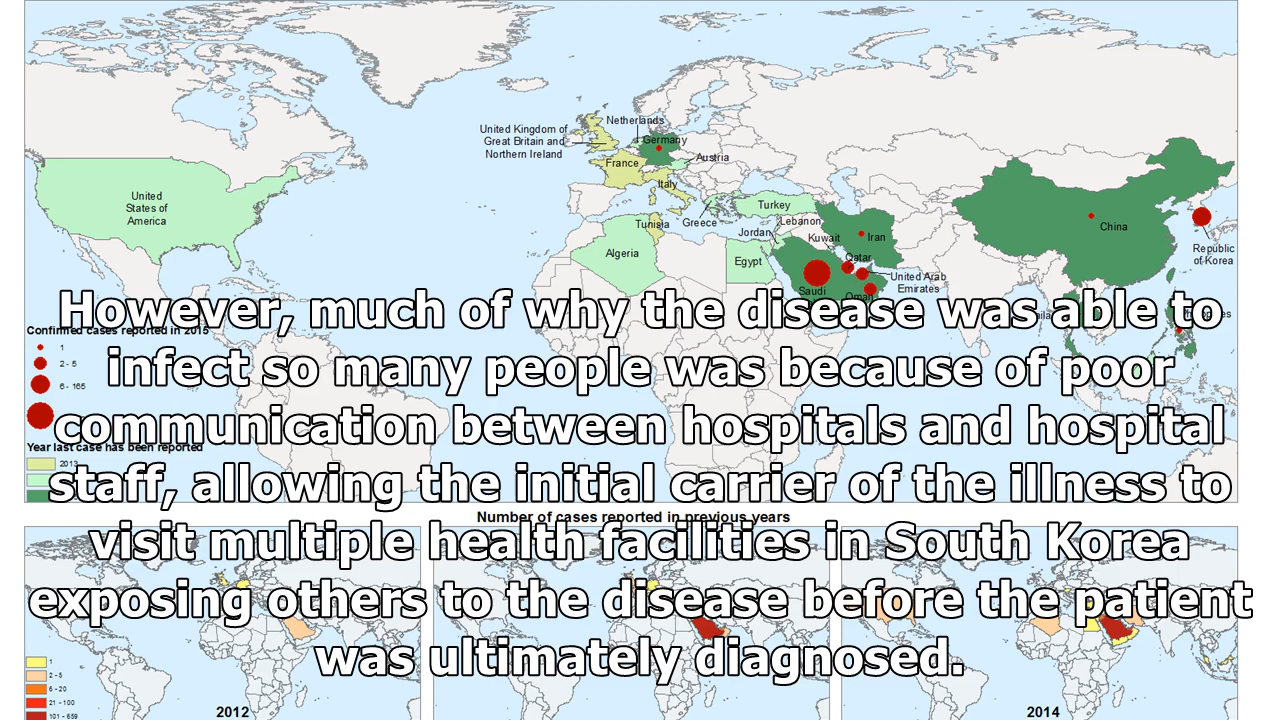 Netherlands
United Kingdom of
Great Britain and
Northern Ireland
Germany
Austria
France
Italy
United
States of
America
Turkey
Tunisia
Greece
Lebanon
Jordan
Kuwait
Iran
China
Algeria
Egypt
Qatar
Republic
of Korea
United Arab
Emirates
Saudi
Oman
However, much of why the disease was able to
Confirmed cases reported in 2015
1
2 - 5
6 - 165
infect so many people was because of poor
communication between hospitals and hospital
Year last case has been reported
2013
staff, allowing the initial carrier of the illness to
Number of cases reported in previous years
visit multiple health facilities in South Korea
exposing others to the disease before the patient
was ultimately diagnosed.
1
2 - 5
6 - 20
21 - 100
101 - 659
2012
2014